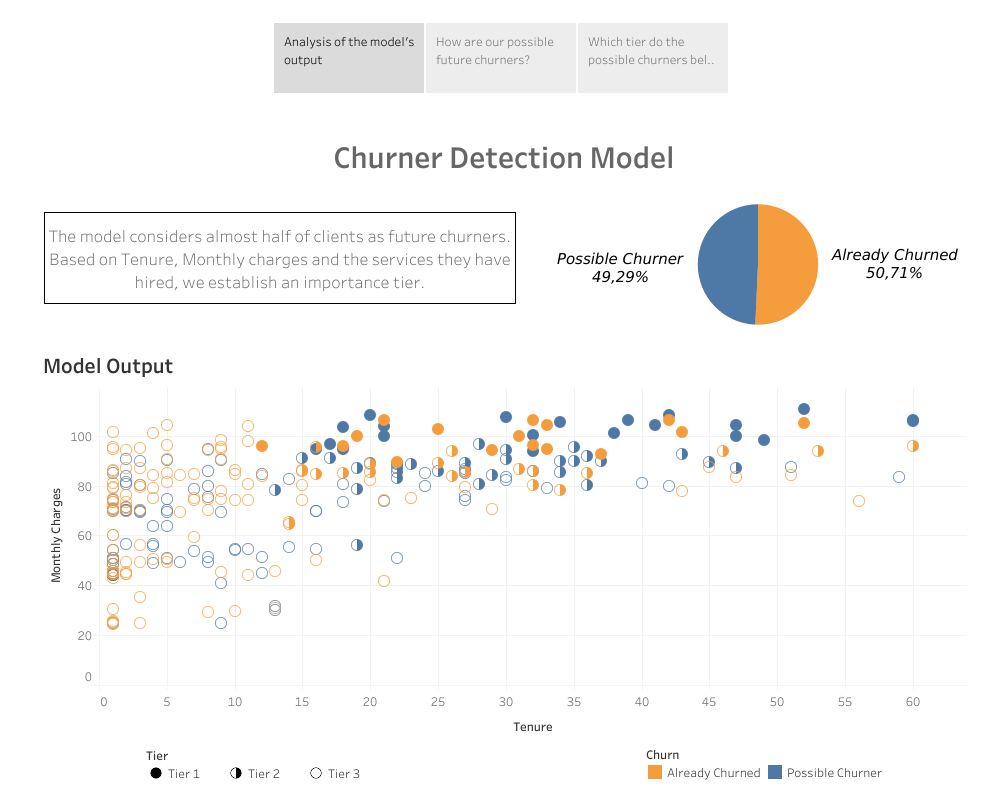 Analysis of the model's
output
How are our possible
future churners?
Which tier do the
possible churners bel..
Churner Detection Model
The model considers almost half of clients as future churners.
Based on Tenure, Monthly charges and the services they have
hired, we establish an importance tier.
Possible Churner
49,29%
Already Churned
50,71%
Model Output
Monthly Charges
100
80
60
40
20
0
0 5 10 15 20 25 30 35 40 45 50 55 60
Tenure
Tier
Tier 1 Tier 2 Tier 3
Churn
Already Churned Possible Churner